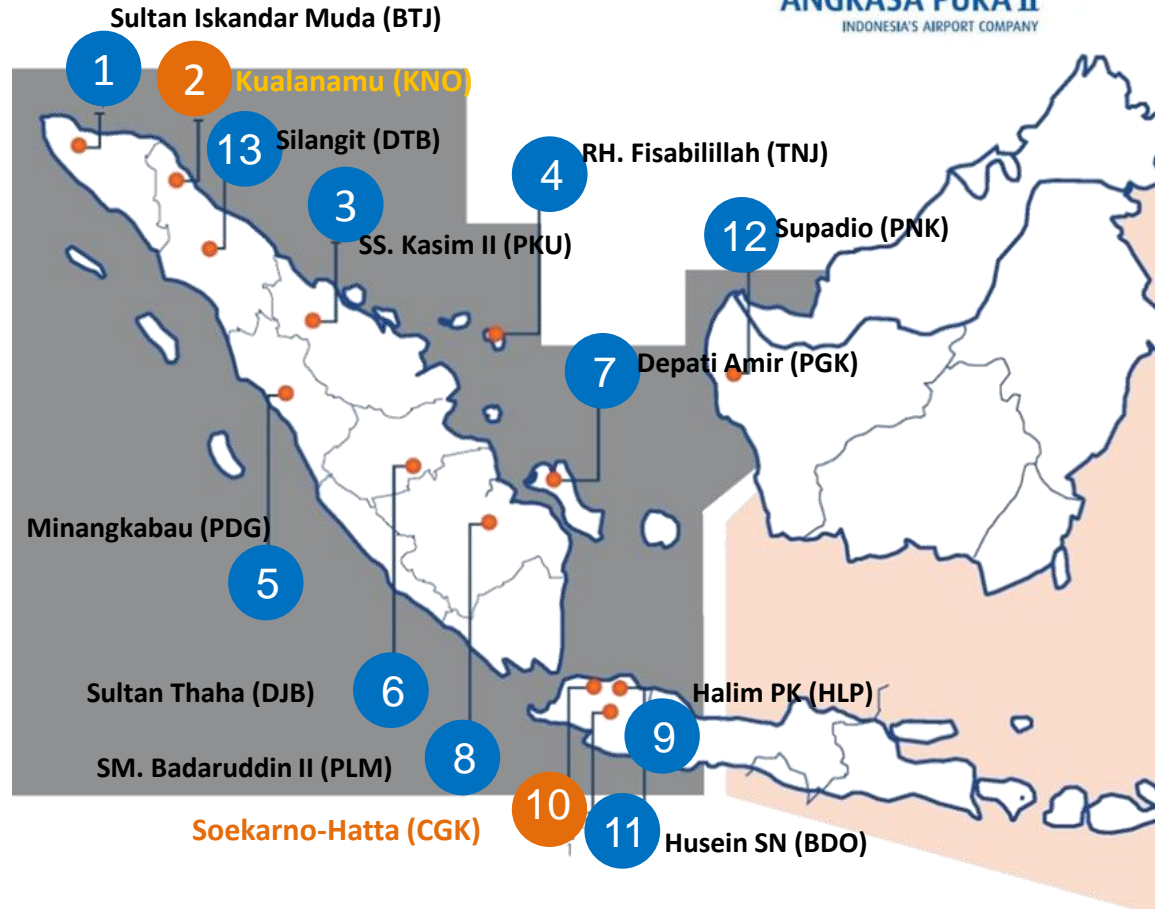 ANGKASA PURA II
INDONESIA'S AIRPORT COMPANY
Sultan Iskandar Muda (BTJ)
1
2
Kualanamu (KNO)
13
Silangit (DTB)
3
SS. Kasim II (PKU)
4
RH. Fisabilillah (TNJ)
12
Supadio (PNK)
7
Depati Amir (PGK)
Minangkabau (PDG)
5
Sultan Thaha (DJB)
6
Halim PK (HLP)
9
SM. Badaruddin II (PLM)
8
10
Soekarno-Hatta (CGK)
11
Husein SN (BDO)